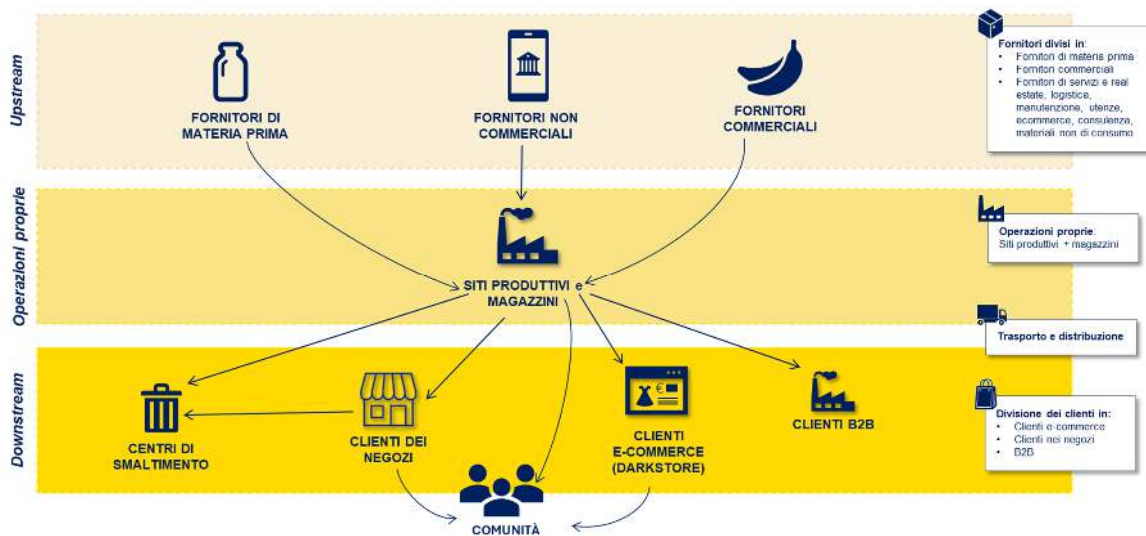 Upstream
FORNITORI DI
MATERIA PRIMA
FORNITORI NON
COMMERCIALI
FORNITORI
COMMERCIALI
Fornitori divisi in:
• Fornitori di materia prima
• Fornitori commerciali
• Fornitori di servizi e real
estate, logistica,
manutenzione, utenze,
ecommerce, consulenza,
materiali non di consumo
Operazioni proprie
SITI PRODUTTIVI e
MAGAZZINI
Operazioni proprie:
Siti produttivi + magazzini
Trasporto e distribuzione
Downstream
CENTRI DI
SMALTIMENTO
CLIENTI DEI
NEGOZI
€
CLIENTI
E-COMMERCE
(DARKSTORE)
CLIENTI B2B
Divisione dei clienti in:
• Clienti e-commerce
• Clienti nei negozi
• B2B
COMUNITÀ